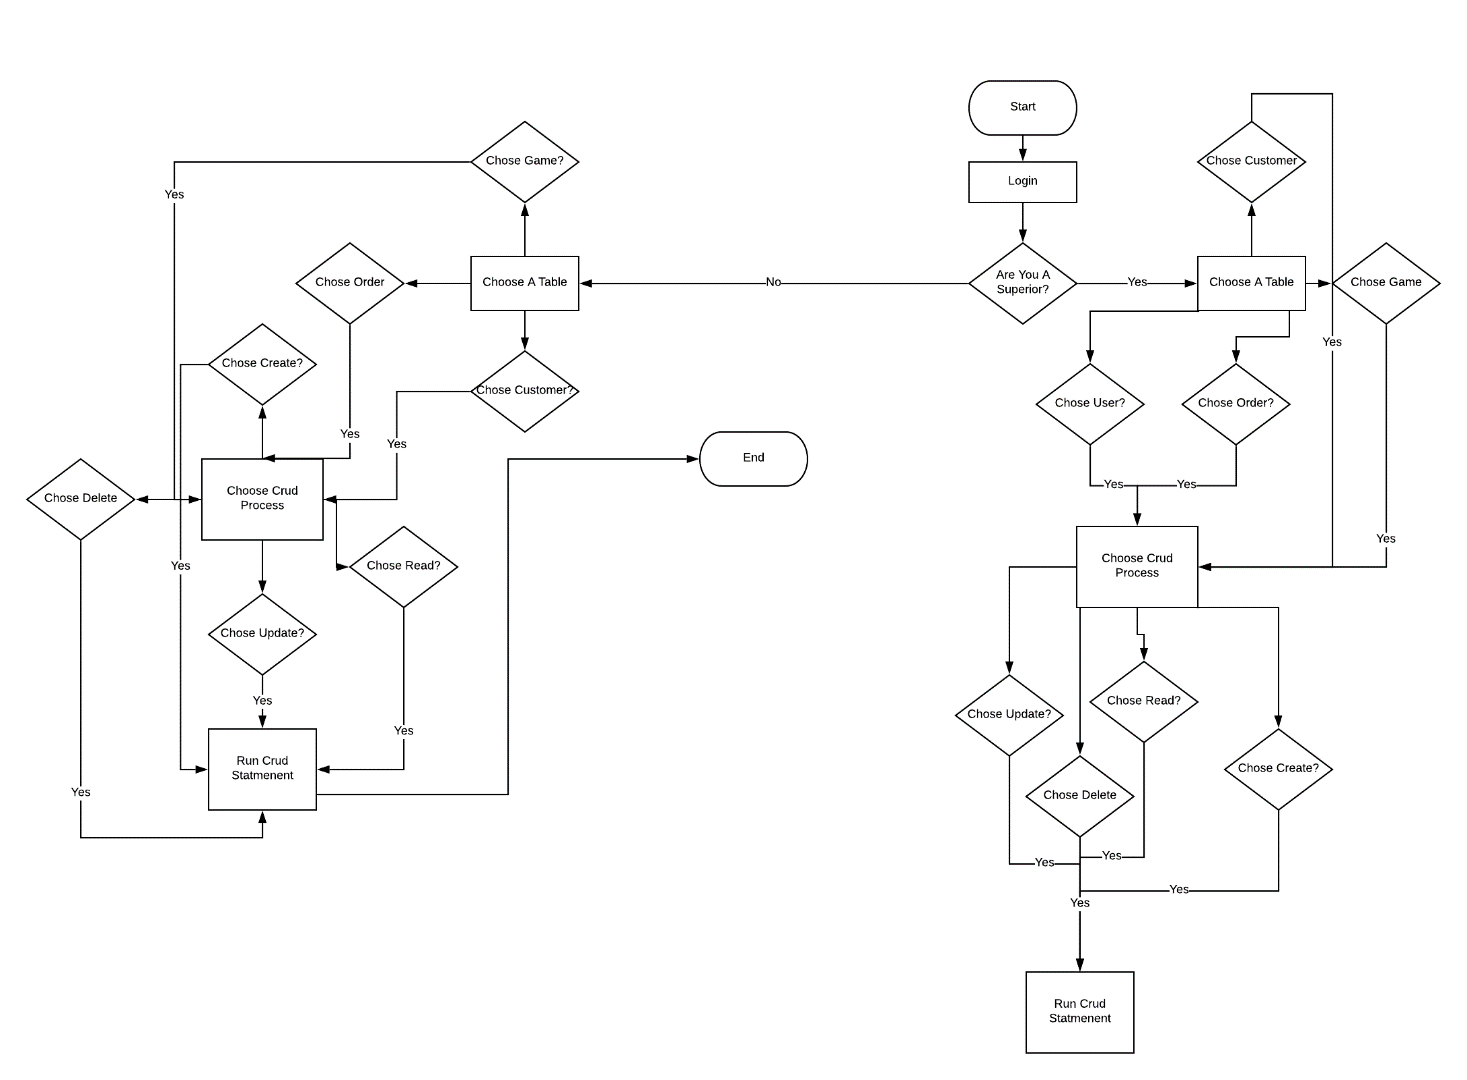 Start
Chose Game?
Chose Customer
Login
Yes
Are You A
Superior?
Chose Order
Choose A Table
No
Yes
Choose A Table
Chose Game
Yes
Chose Create?
Chose Customer?
Chose User?
Chose Order?
Yes
Yes
End
Chose Delete
Choose Crud
Process
Yes
Yes
Yes
Choose Crud
Process
Yes
Chose Read?
Chose Update?
Yes
Chose Update?
Chose Read?
Yes
Run Crud
Statmenent
Chose Create?
Yes
Chose Delete
Yes
Yes
Yes
Yes
Run Crud
Statmenent